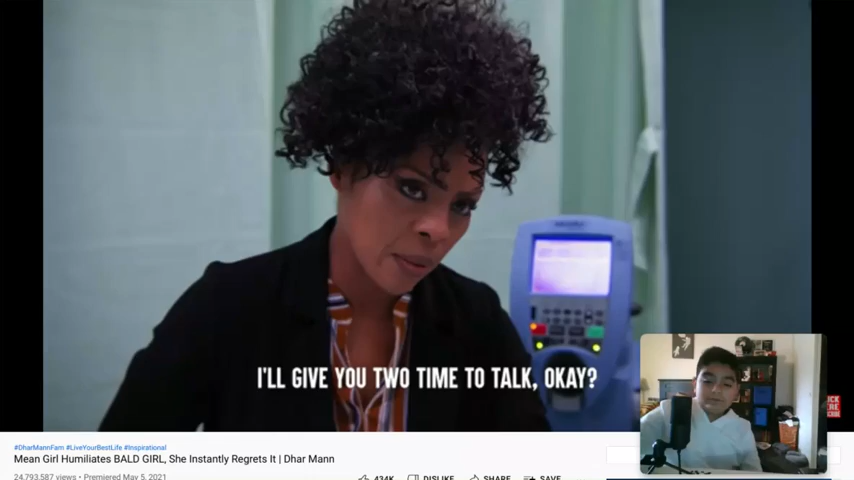 I'LL GIVE YOU TWO TIME TO TALK, OKAY?
#DharMannFam #LiveYourBestLife #Inspirational
Mean Girl Humiliates BALD GIRL, She Instantly Regrets It | Dhar Mann
24,793,587 views • Premiered May 5, 2021
434K DISLIKE SHARE SAVE